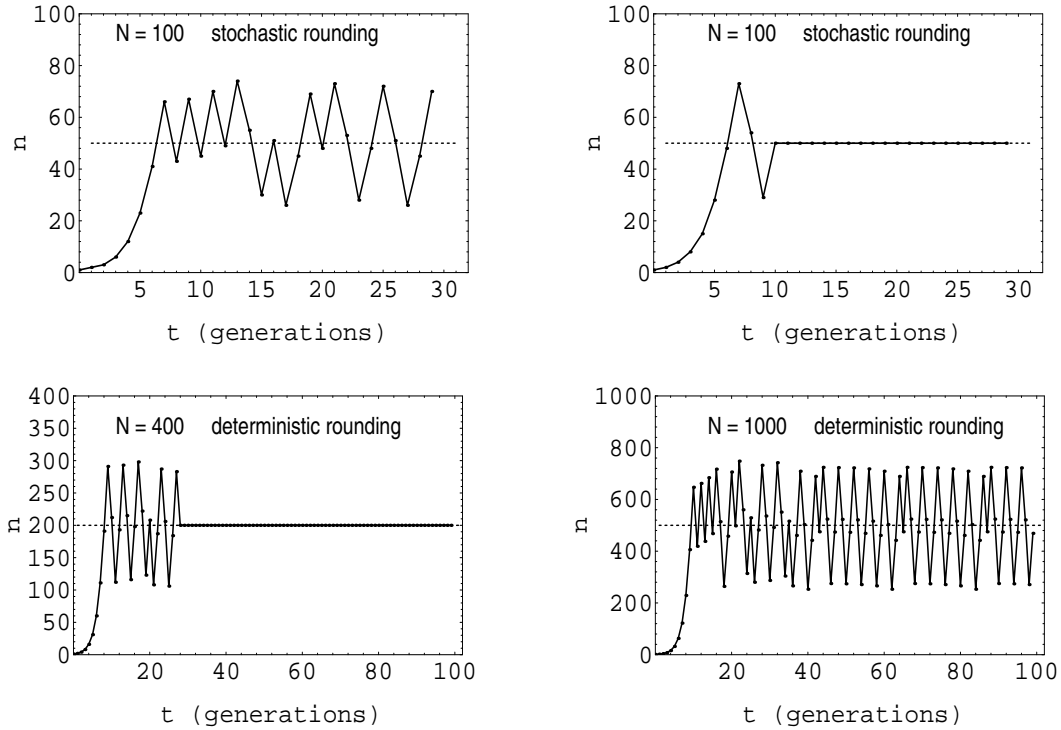 100
N = 100 stochastic rounding
80
60
n
40
20
0
5 10 15 20 25 30
t (generations)
100
N = 100 stochastic rounding
80
60
n
40
20
0
5 10 15 20 25 30
t (generations)
400
N = 400 deterministic rounding
350
300
250
n
200
150
100
50
0
20 40 60 80 100
t (generations)
1000
N = 1000 deterministic rounding
800
600
n
400
200
0
20 40 60 80 100
t (generations)